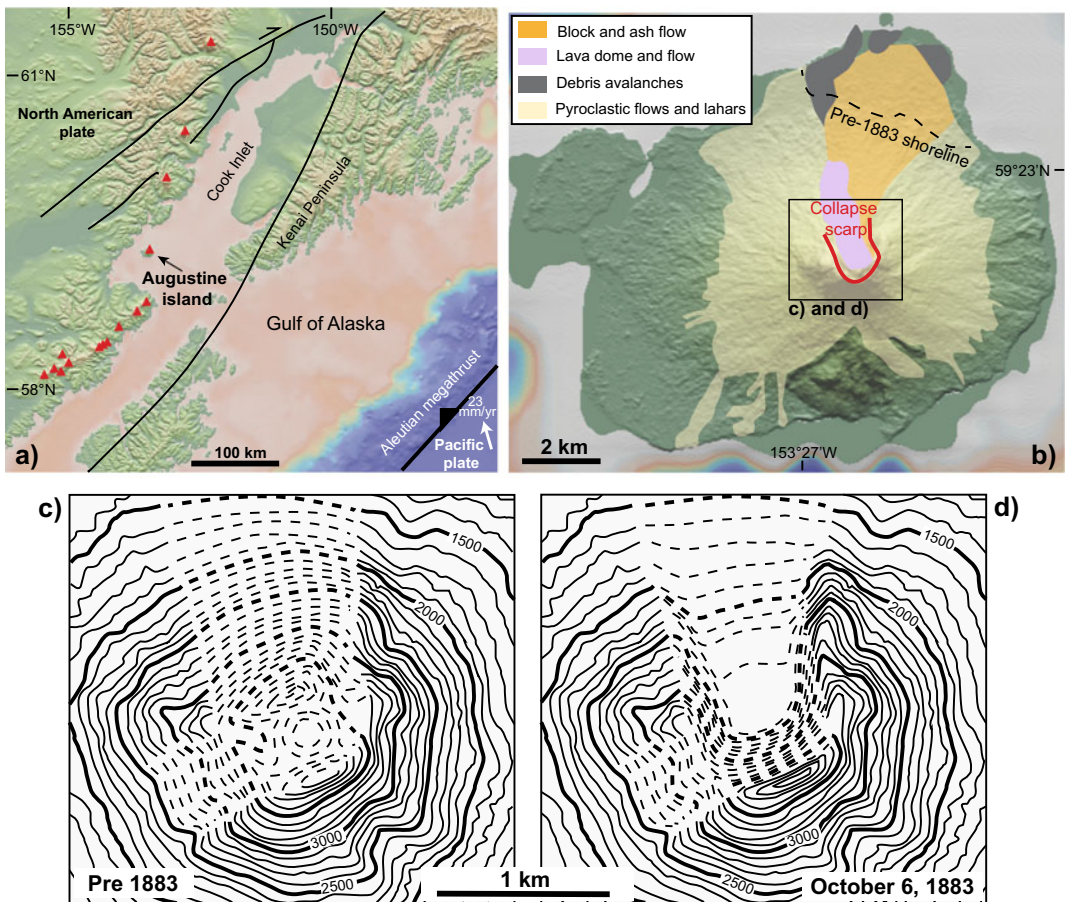 155°W
150°W
61°N
North American
plate
Cook Inlet
Kenai Peninsula
Augustine
island
Gulf of Alaska
58°N
Aleutian megathrust
23
mm/yr
Pacific
plate
100 km
a)
Block and ash flow
Lava dome and flow
Debris avalanches
Pyroclastic flows and lahars
Pre-1883 shoreline
59°23'N
Collapse
scarp
c) and d)
2 km
153°27'W
b)
c)
1500
2000
3000
2500
Pre 1883
1 km
d)
1500
2000
3000
2500
October 6, 1883